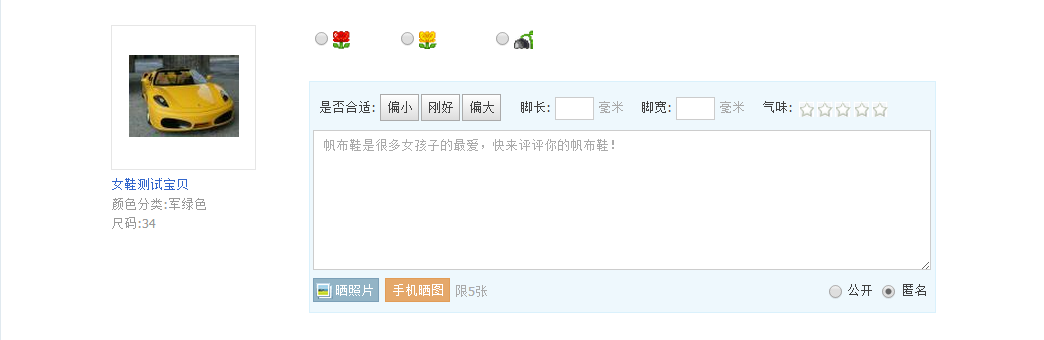 女鞋测试宝贝
颜色分类:军绿色
尺码:34
是否合适: 偏小 刚好 偏大 脚长: 毫米 脚宽: 毫米 气味:
帆布鞋是很多女孩子的最爱，快来评评你的帆布鞋！
晒照片 手机晒图 限5张 公开 匿名